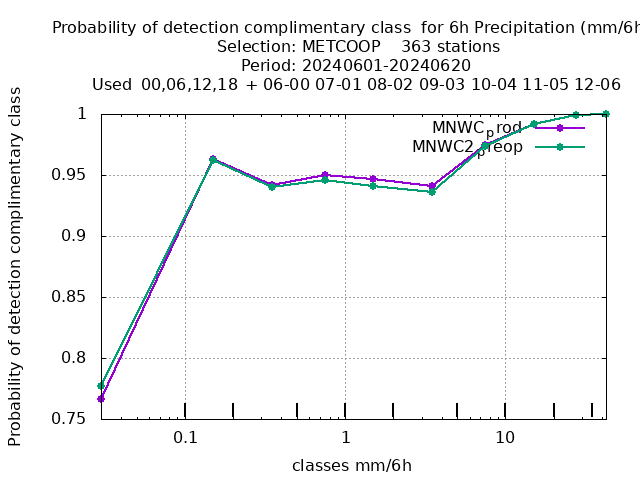 Probability of detection complimentary class  for 6h Precipitation (mm/6h
Selection: METCOOP    363 stations
Period: 20240601-20240620
Used  00,06,12,18  + 06-00 07-01 08-02 09-03 10-04 11-05 12-06
Probability of detection complimentary class
1
0.95
0.9
0.85
0.8
0.75
MNWC_prod
MNWC2_preop
0.1
1
10
classes mm/6h